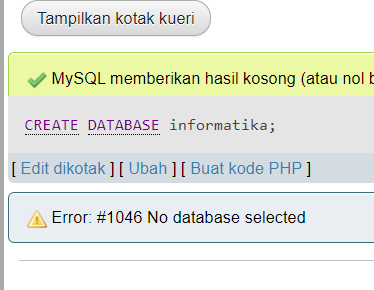 Tampilkan kotak kueri
MySQL memberikan hasil kosong (atau nol
CREATE DATABASE informatika;
[ Edit dikotak ] [ Ubah ] [ Buat kode PHP ]
Error: #1046 No database selected